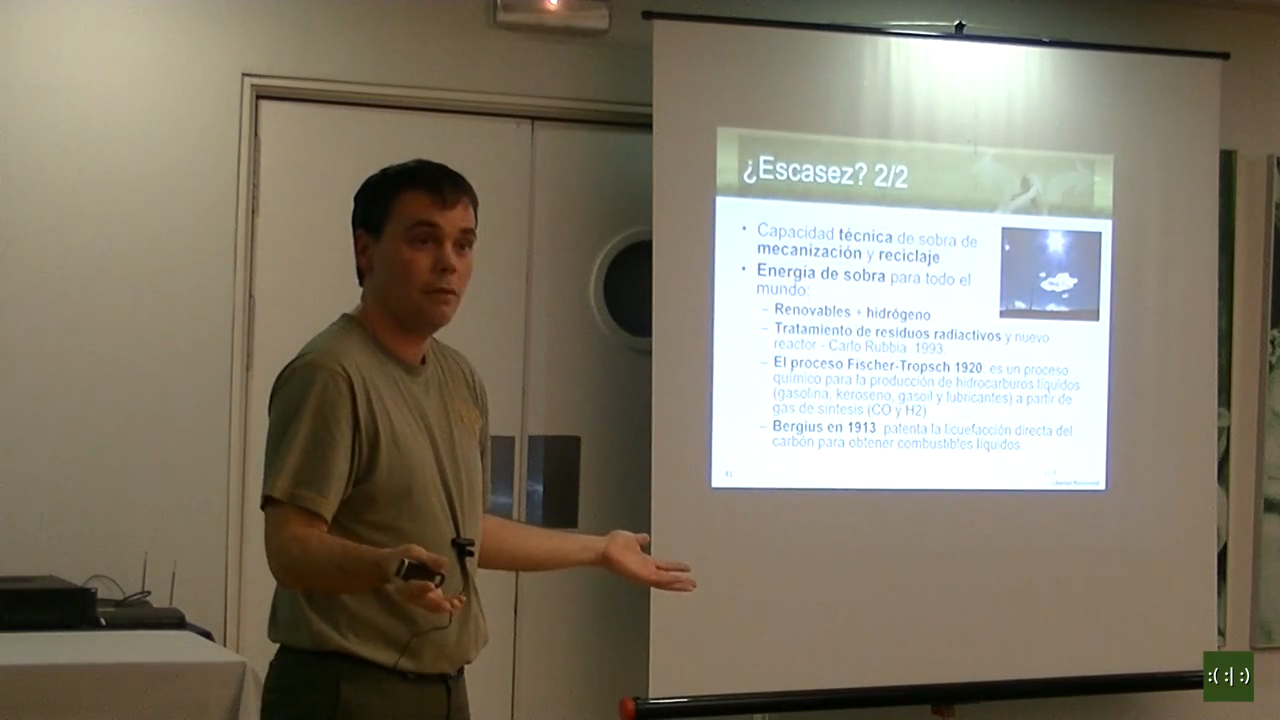 ¿Escasez? 2/2
• Capacidad técnica de sobra de
mecanización y reciclaje
• Energía de sobra para todo el
mundo:
– Renovables + hidrógeno
– Tratamiento de residuos radiactivos y nuevo
reactor - Carlo Rubbia 1993
– El proceso Fischer-Tropsch 1920 es un proceso
químico para la producción de hidrocarburos líquidos
(gasolina, keroseno, gasoil y lubricantes) a partir de
gas de síntesis (CO y H2)
– Bergius en 1913 patenta la licuefacción directa del
carbón para obtener combustibles líquidos
:( :| :)